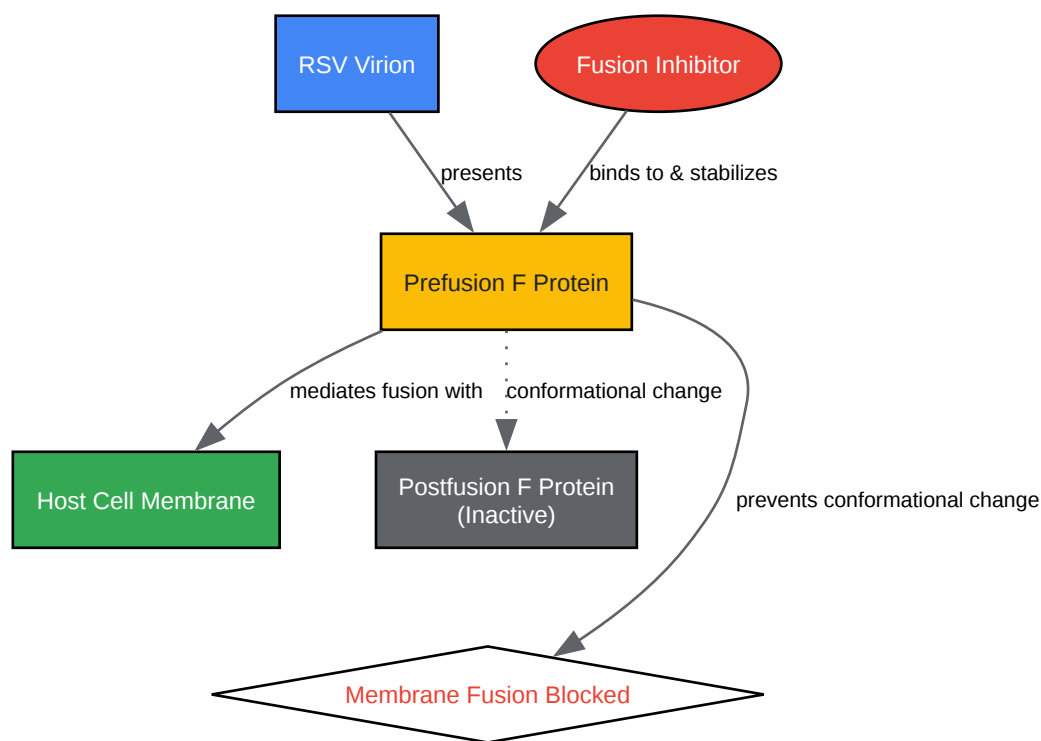 RSV Virion
Fusion Inhibitor
presents
binds to & stabilizes
Prefusion F Protein
mediates fusion with
conformational change
Host Cell Membrane
Postfusion F Protein
(Inactive)
prevents conformational change
Membrane Fusion Blocked